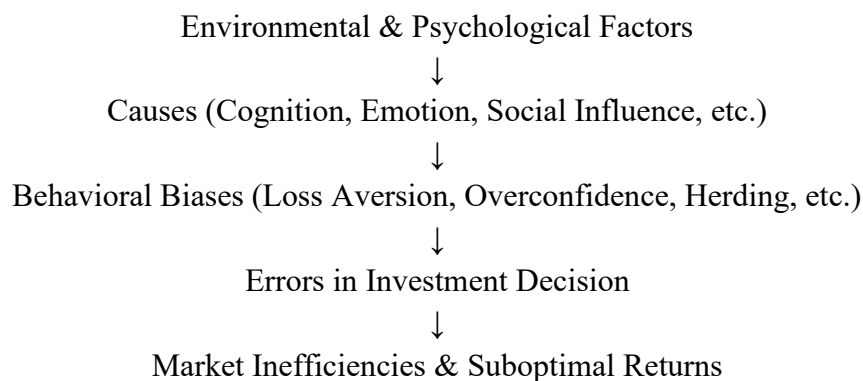 Environmental & Psychological Factors
↓
Causes (Cognition, Emotion, Social Influence, etc.)
↓
Behavioral Biases (Loss Aversion, Overconfidence, Herding, etc.)
↓
Errors in Investment Decision
↓
Market Inefficiencies & Suboptimal Returns